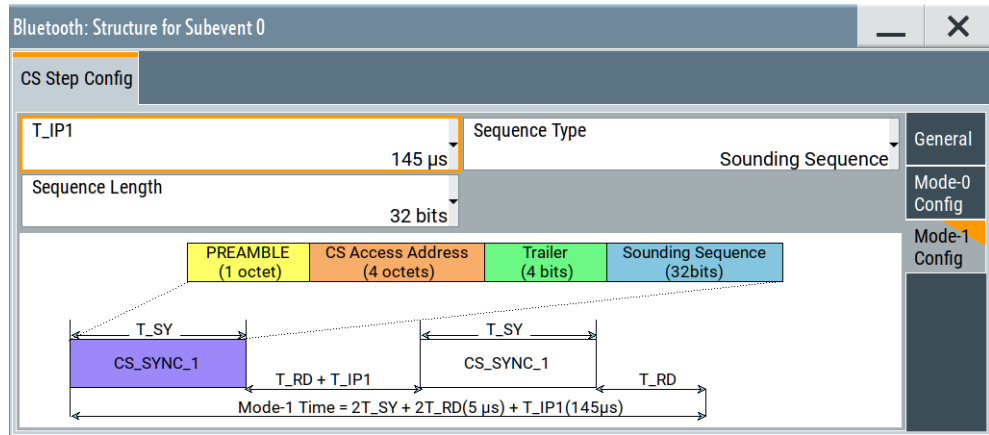 Bluetooth: Structure for Subevent 0
CS Step Config
T_IP1
145 µs
Sequence Type
Sounding Sequence
Sequence Length
32 bits
General
Mode-0
Config
Mode-1
Config
PREAMBLE
(1 octet)
CS Access Address
(4 octets)
Trailer
(4 bits)
Sounding Sequence
(32bits)
T_SY
T_SY
CS_SYNC_1
CS_SYNC_1
T_RD + T_IP1
T_RD
Mode-1 Time = 2T_SY + 2T_RD(5 µs) + T_IP1(145µs)